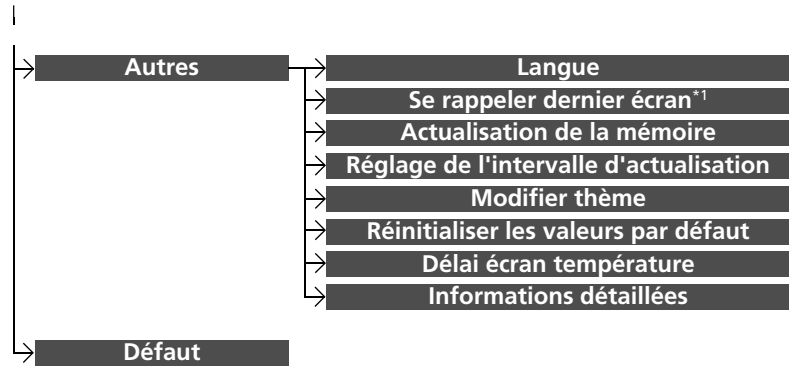 Autres
Langue
Se rappeler dernier écran*1
Actualisation de la mémoire
Réglage de l'intervalle d'actualisation
Modifier thème
Réinitialiser les valeurs par défaut
Délai écran température
Informations détaillées
Défaut